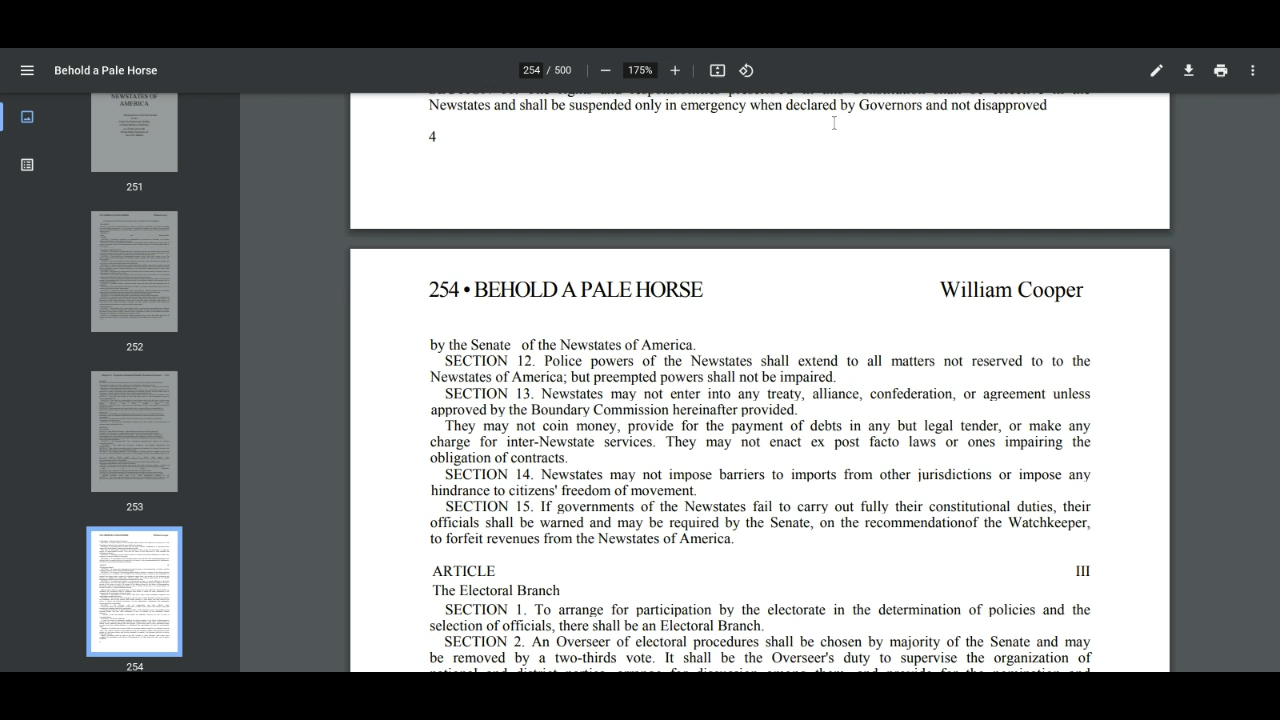 Behold a Pale Horse
254 / 500
175%
NEWSTATES OF
AMERICA
251
252
253
254
Newstates and shall be suspended only in emergency when declared by Governors and not disapproved
4
254 • BEHOLD A PALE HORSE William Cooper
by the Senate of the Newstates of America.
SECTION 12. Police powers of the Newstates shall extend to all matters not reserved to to the
Newstates of America but preempted powers shall not be impaired.
SECTION 13. Newstates may not enter into any treaty, alliance, confederation, or agreement unless
approved by the Boundary Commission hereinafter provided.
They may not coin money, provide for the payment of debts in any but legal tender, or make any
charge for inter-Newstate services. They may not enact ex post facto laws or ones impairing the
obligation of contracts.
SECTION 14. Newstates may not impose barriers to imports from other jurisdictions or impose any
hindrance to citizens' freedom of movement.
SECTION 15. If governments of the Newstates fail to carry out fully their constitutional duties, their
officials shall be warned and may be required by the Senate, on the recommendationof the Watchkeeper,
to forfeit revenues from the Newstates of America.
ARTICLE III
The Electoral Branch
SECTION 1. To arrange for participation by the electorate in the determination of policies and the
selection of officials, there shall be an Electoral Branch.
SECTION 2. An Overseer of electoral procedures shall be chosen by majority of the Senate and may
be removed by a two-thirds vote. It shall be the Overseer's duty to supervise the organization of